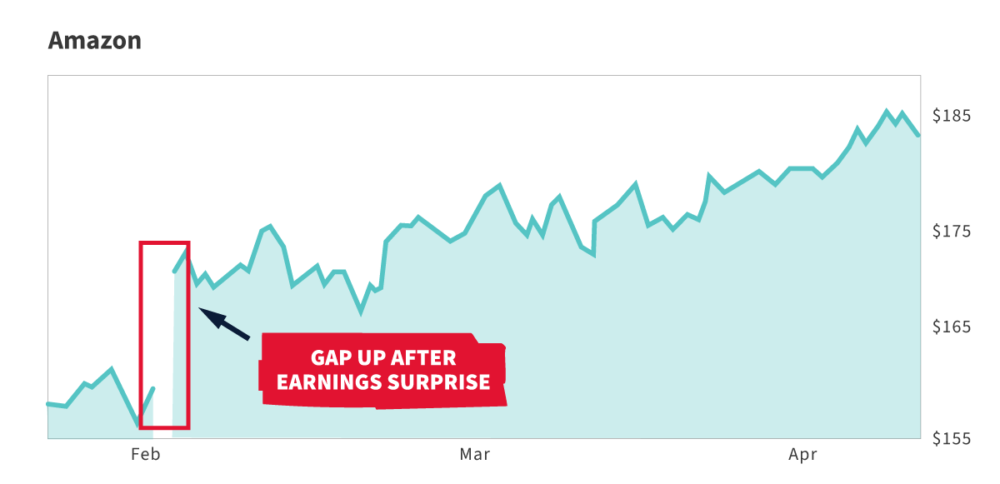 Amazon
$185
$175
$165
$155
GAP UP AFTER
EARNINGS SURPRISE
Feb
Mar
Apr